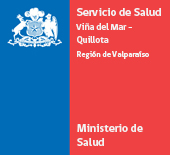 Servicio de Salud
Viña del Mar –
Quillota
Región de Valparaíso
Ministerio de
Salud